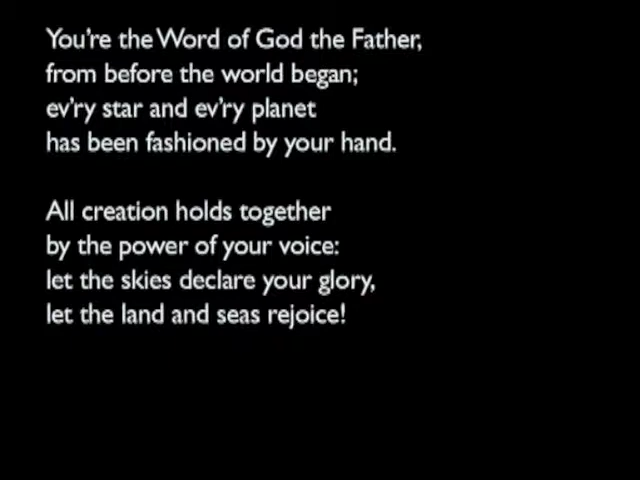 You're the Word of God the Father,
from before the world began;
ev'ry star and ev'ry planet
has been fashioned by your hand.
All creation holds together
by the power of your voice:
let the skies declare your glory,
let the land and seas rejoice!